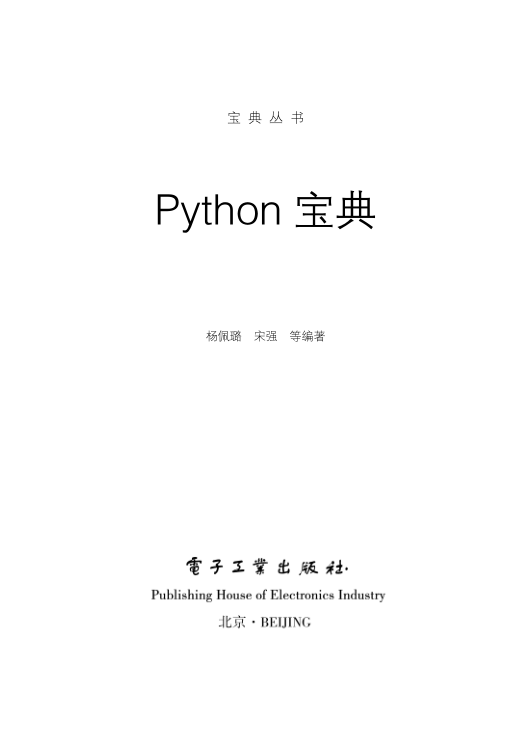 宝典丛书
Python 宝典
杨佩璐 宋强 等编著
電子工業出版社.
Publishing House of Electronics Industry
北京·BEIJING